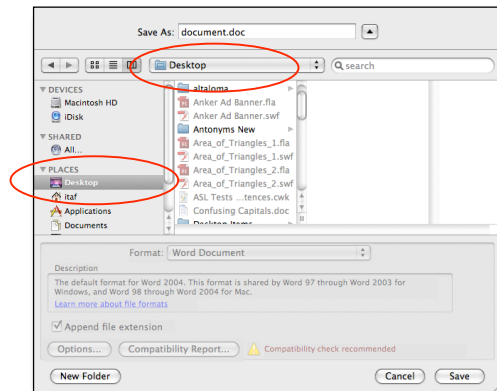 Save As: document.doc
Desktop
search
DEVICES
Macintosh HD
iDisk
SHARED
All...
PLACES
Desktop
itaf
Applications
Documents
altaloma
Anker Ad Banner.fla
Anker Ad Banner.swf
Antonyms New
Area_of_Triangles_1.fla
Area_of_Triangles_1.swf
Area_of_Triangles_2.fla
Area_of_Triangles_2.swf
ASL Tests ...tences.cwk
Confusing Capitals.doc
Desktop Items
Format: Word Document
Description
The default format for Word 2004. This format is shared by Word 97 through Word 2003 for
Windows, and Word 98 through Word 2004 for Mac.
Learn more about file formats
Append file extension
Options... Compatibility Report... Compatibility check recommended
New Folder Cancel Save